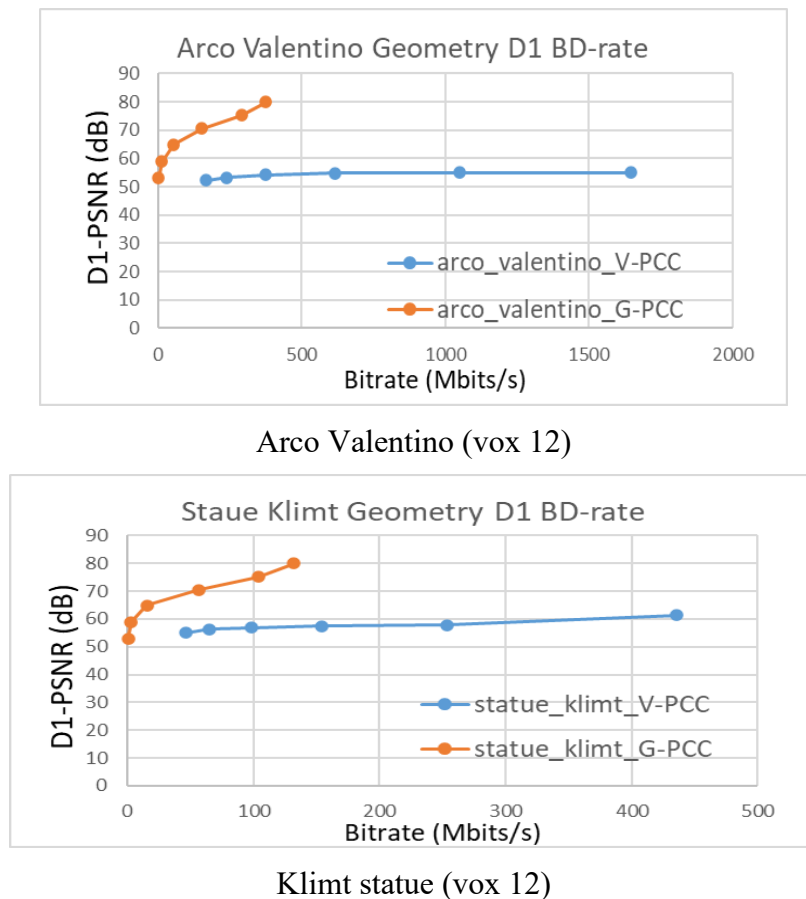 Arco Valentino Geometry D1 BD-rate
D1-PSNR (dB)
90
80
70
60
50
40
30
20
10
0
arco_valentino_V-PCC
arco_valentino_G-PCC
0 500 1000 1500 2000
Bitrate (Mbits/s)
Arco Valentino (vox 12)
Staue Klimt Geometry D1 BD-rate
D1-PSNR (dB)
90
80
70
60
50
40
30
20
10
0
statue_klimt_V-PCC
statue_klimt_G-PCC
0 100 200 300 400 500
Bitrate (Mbits/s)
Klimt statue (vox 12)